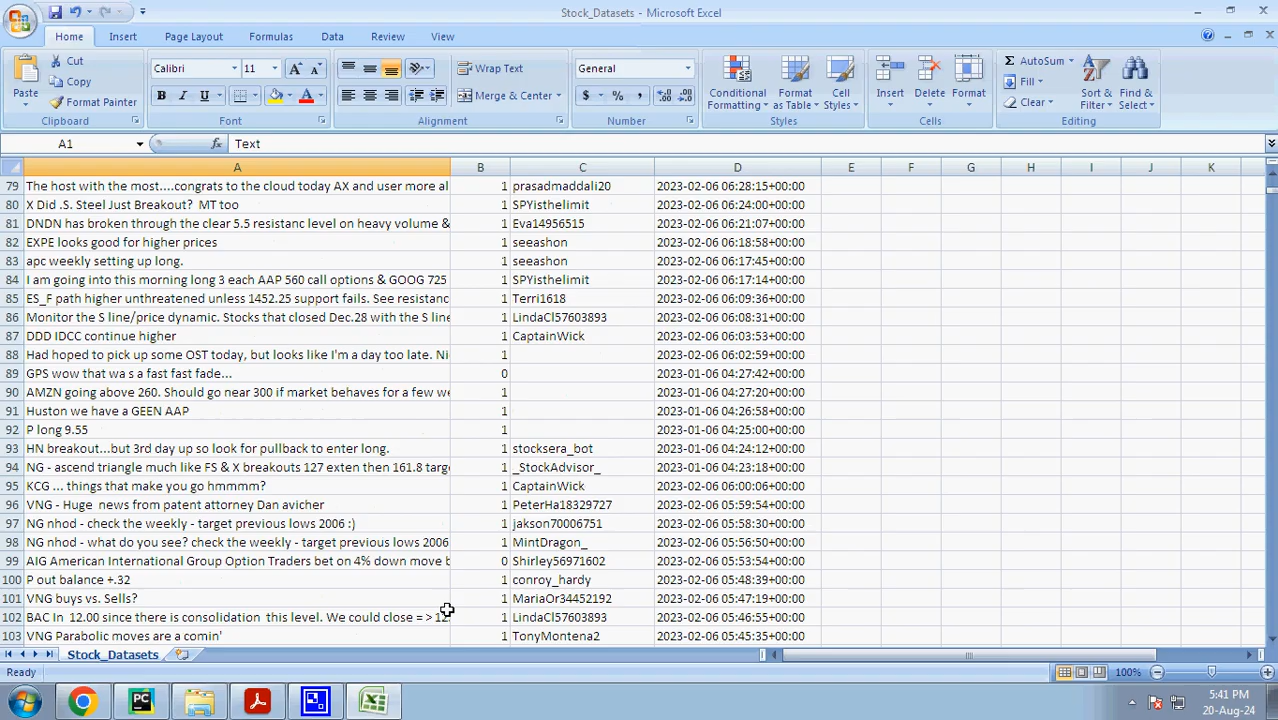 Stock_Datasets - Microsoft Excel
Home Insert Page Layout Formulas Data Review View
Paste Cut Copy Format Painter Clipboard
Calibri 11 A A B I U A Font
Wrap Text Merge & Center Alignment
General $ % , Number
Conditional Formatting Format as Table Cell Styles Styles
Insert Delete Format Cells
Σ AutoSum Fill Clear Sort & Filter Find & Select Editing
A1 fx Text
A B C D E F G H I J K
79 The host with the most....congrats to the cloud today AX and user more al 1 prasadmaddali20 2023-02-06 06:28:15+00:00
80 X Did .S. Steel Just Breakout?  MT too 1 SPYisthelimit 2023-02-06 06:24:00+00:00
81 DNDN has broken through the clear 5.5 resistanc level on heavy volume & 1 Eva14956515 2023-02-06 06:21:07+00:00
82 EXPE looks good for higher prices 1 seeashon 2023-02-06 06:18:58+00:00
83 apc weekly setting up long. 1 seeashon 2023-02-06 06:17:45+00:00
84 I am going into this morning long 3 each AAP 560 call options & GOOG 725 1 SPYisthelimit 2023-02-06 06:17:14+00:00
85 ES_F path higher unthreatened unless 1452.25 support fails. See resistanc 1 Terri1618 2023-02-06 06:09:36+00:00
86 Monitor the S line/price dynamic. Stocks that closed Dec.28 with the S line 1 LindaCl57603893 2023-02-06 06:08:31+00:00
87 DDD IDCC continue higher 1 CaptainWick 2023-02-06 06:03:53+00:00
88 Had hoped to pick up some OST today, but looks like I'm a day too late. Ni 1 2023-02-06 06:02:59+00:00
89 GPS wow that wa s a fast fast fade... 0 2023-01-06 04:27:42+00:00
90 AMZN going above 260. Should go near 300 if market behaves for a few we 1 2023-01-06 04:27:20+00:00
91 Huston we have a GEEN AAP 1 2023-01-06 04:26:58+00:00
92 P long 9.55 1 2023-01-06 04:25:00+00:00
93 HN breakout...but 3rd day up so look for pullback to enter long. 1 stocksera_bot 2023-01-06 04:24:12+00:00
94 NG - ascend triangle much like FS & X breakouts 127 exten then 161.8 targe 1 _StockAdvisor_ 2023-01-06 04:23:18+00:00
95 KCG ... things that make you go hmmmm? 1 CaptainWick 2023-02-06 06:00:06+00:00
96 VNG - Huge  news from patent attorney Dan avicher 1 PeterHa18329727 2023-02-06 05:59:54+00:00
97 NG nhod - check the weekly - target previous lows 2006 :) 1 jakson70006751 2023-02-06 05:58:30+00:00
98 NG nhod - what do you see? check the weekly - target previous lows 2006 1 MintDragon_ 2023-02-06 05:56:50+00:00
99 AIG American International Group Option Traders bet on 4% down move b 0 Shirley56971602 2023-02-06 05:53:54+00:00
100 P out balance +.32 1 conroy_hardy 2023-02-06 05:48:39+00:00
101 VNG buys vs. Sells? 1 MariaOr34452192 2023-02-06 05:47:19+00:00
102 BAC In  12.00 since there is consolidation  this level. We could close = > 12 1 LindaCl57603893 2023-02-06 05:46:55+00:00
103 VNG Parabolic moves are a comin' 1 TonyMontena2 2023-02-06 05:45:35+00:00
Stock_Datasets
Ready 100%
PC 5:41 PM
20-Aug-24